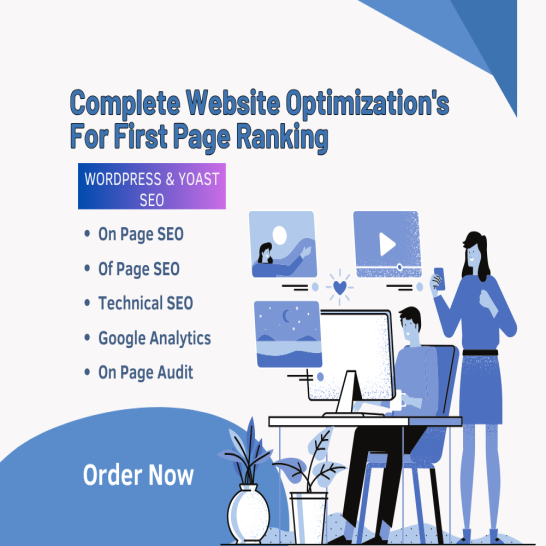 Complete Website Optimization's
For First Page Ranking
WORDPRESS & YOAST
SEO
• On Page SEO
• Of Page SEO
• Technical SEO
• Google Analytics
• On Page Audit
Order Now